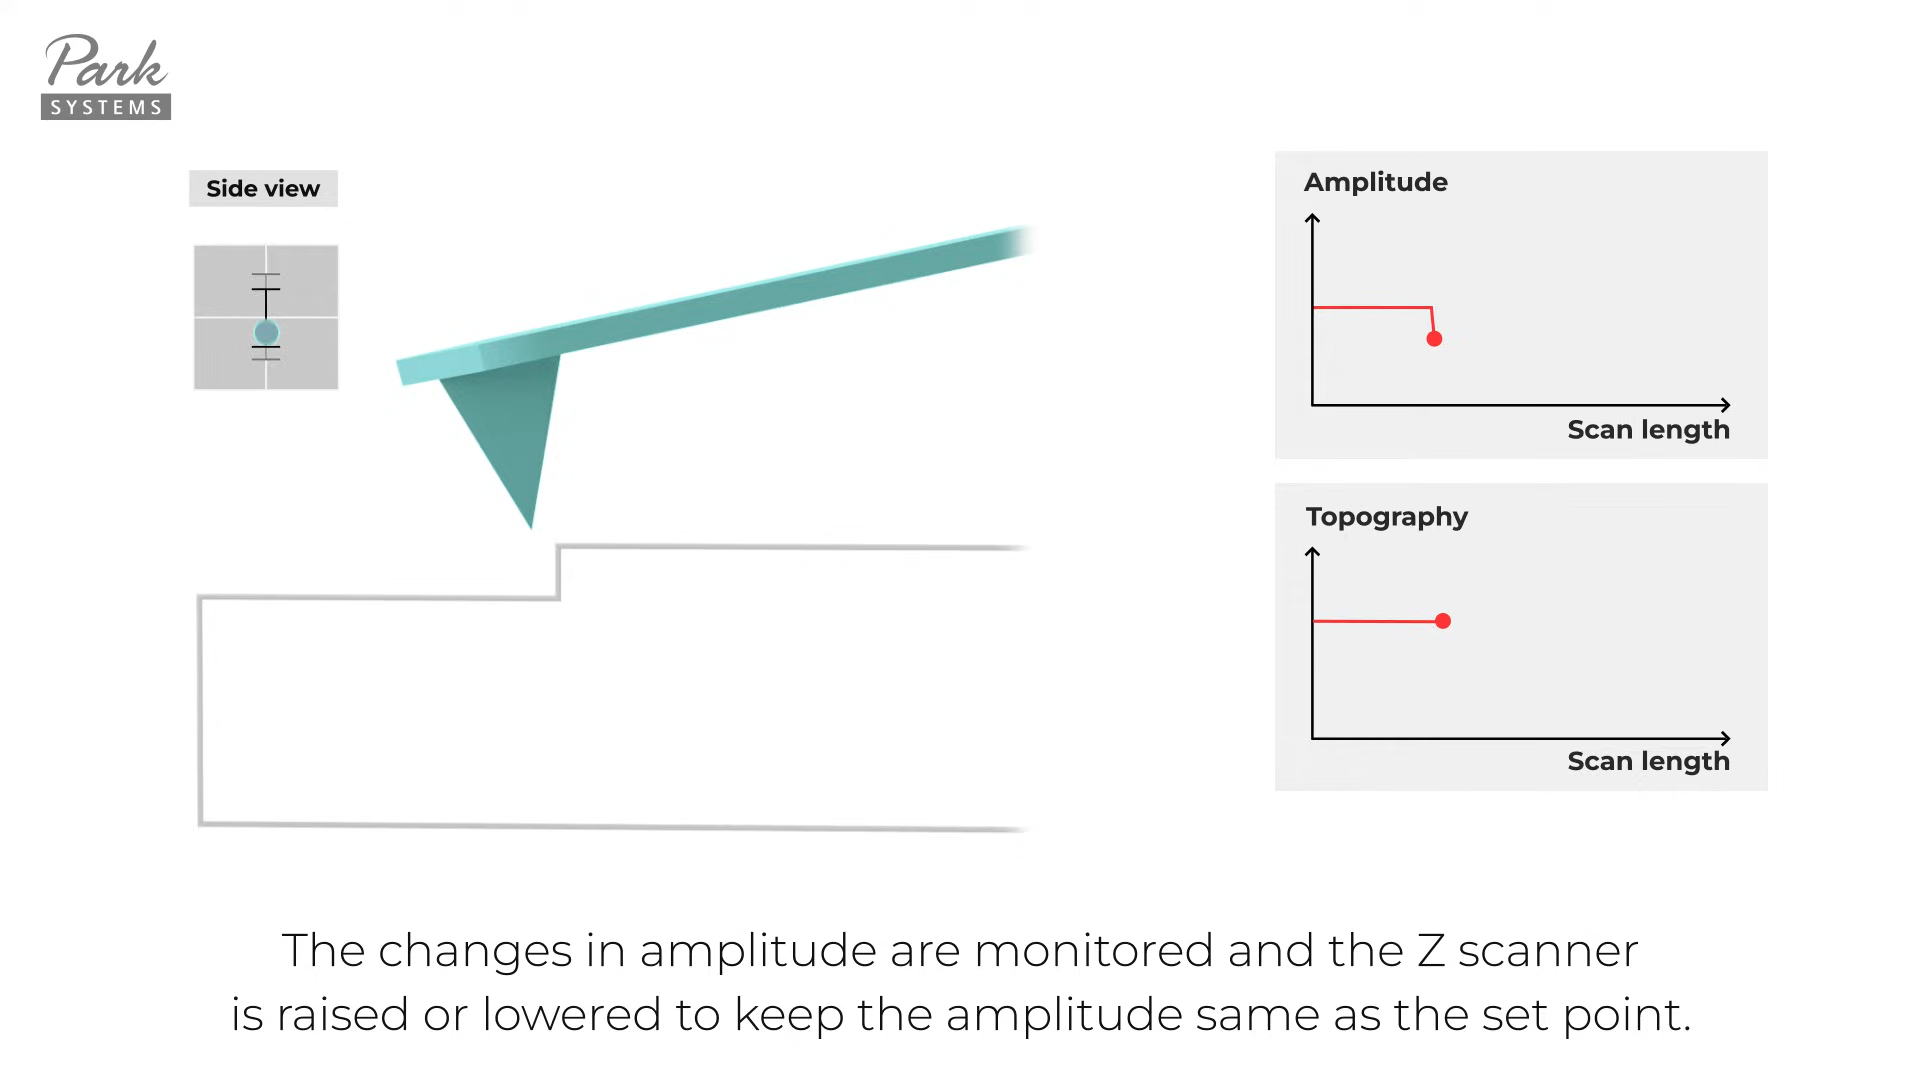 Park
SYSTEMS
Side view
Amplitude
Scan length
Topography
Scan length
The changes in amplitude are monitored and the Z scanner
is raised or lowered to keep the amplitude same as the set point.